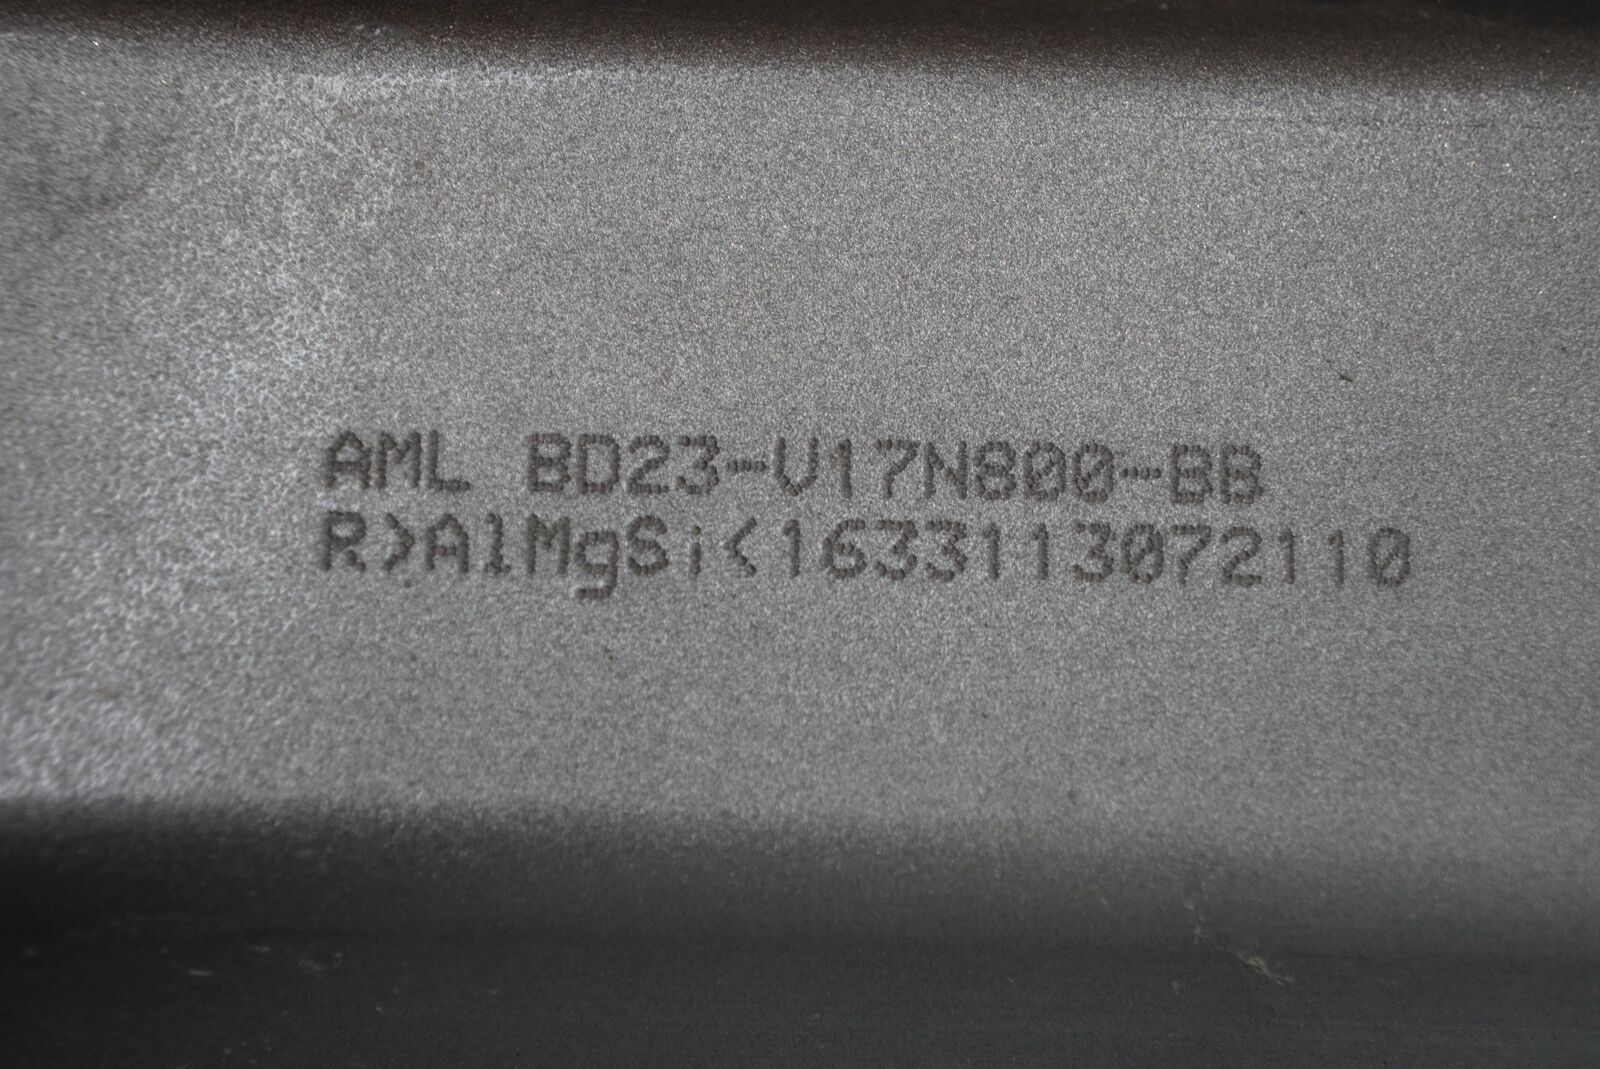 AML BD23-V17N800-BB
R>AlMgSi<1633113072110